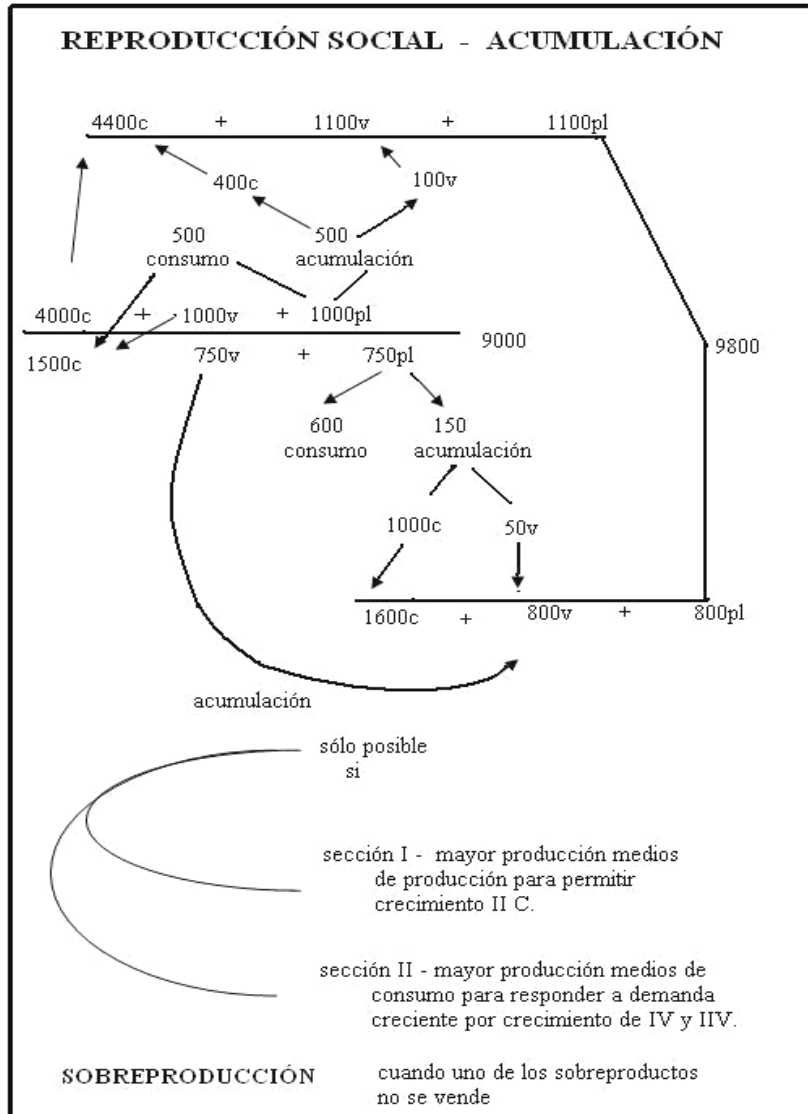 REPRODUCCIÓN SOCIAL - ACUMULACIÓN
4400c + 1100v + 1100pl
400c 100v
500 500
consumo acumulación
4000c + 1000v + 1000pl
9000 9800
1500c 750v + 750pl
600 150
consumo acumulación
1000c 50v
1600c + 800v + 800pl
acumulación
sólo posible
si
sección I - mayor producción medios
de producción para permitir
crecimiento II C.
sección II - mayor producción medios de
consumo para responder a demanda
creciente por crecimiento de IV y IIV.
SOBREPRODUCCIÓN cuando uno de los sobreproductos
no se vende